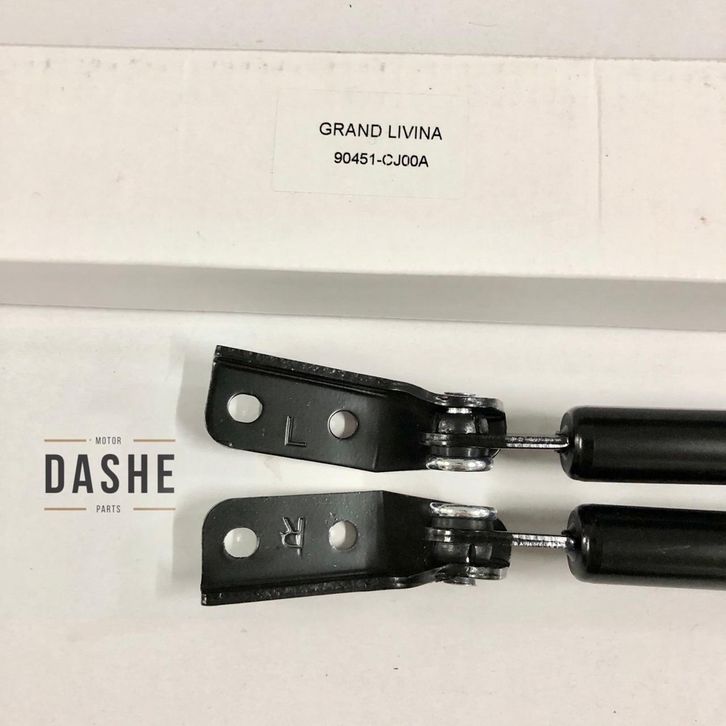 GRAND LIVINA
90451-CJ00A
L
MOTOR
DASHE
PARTS
R